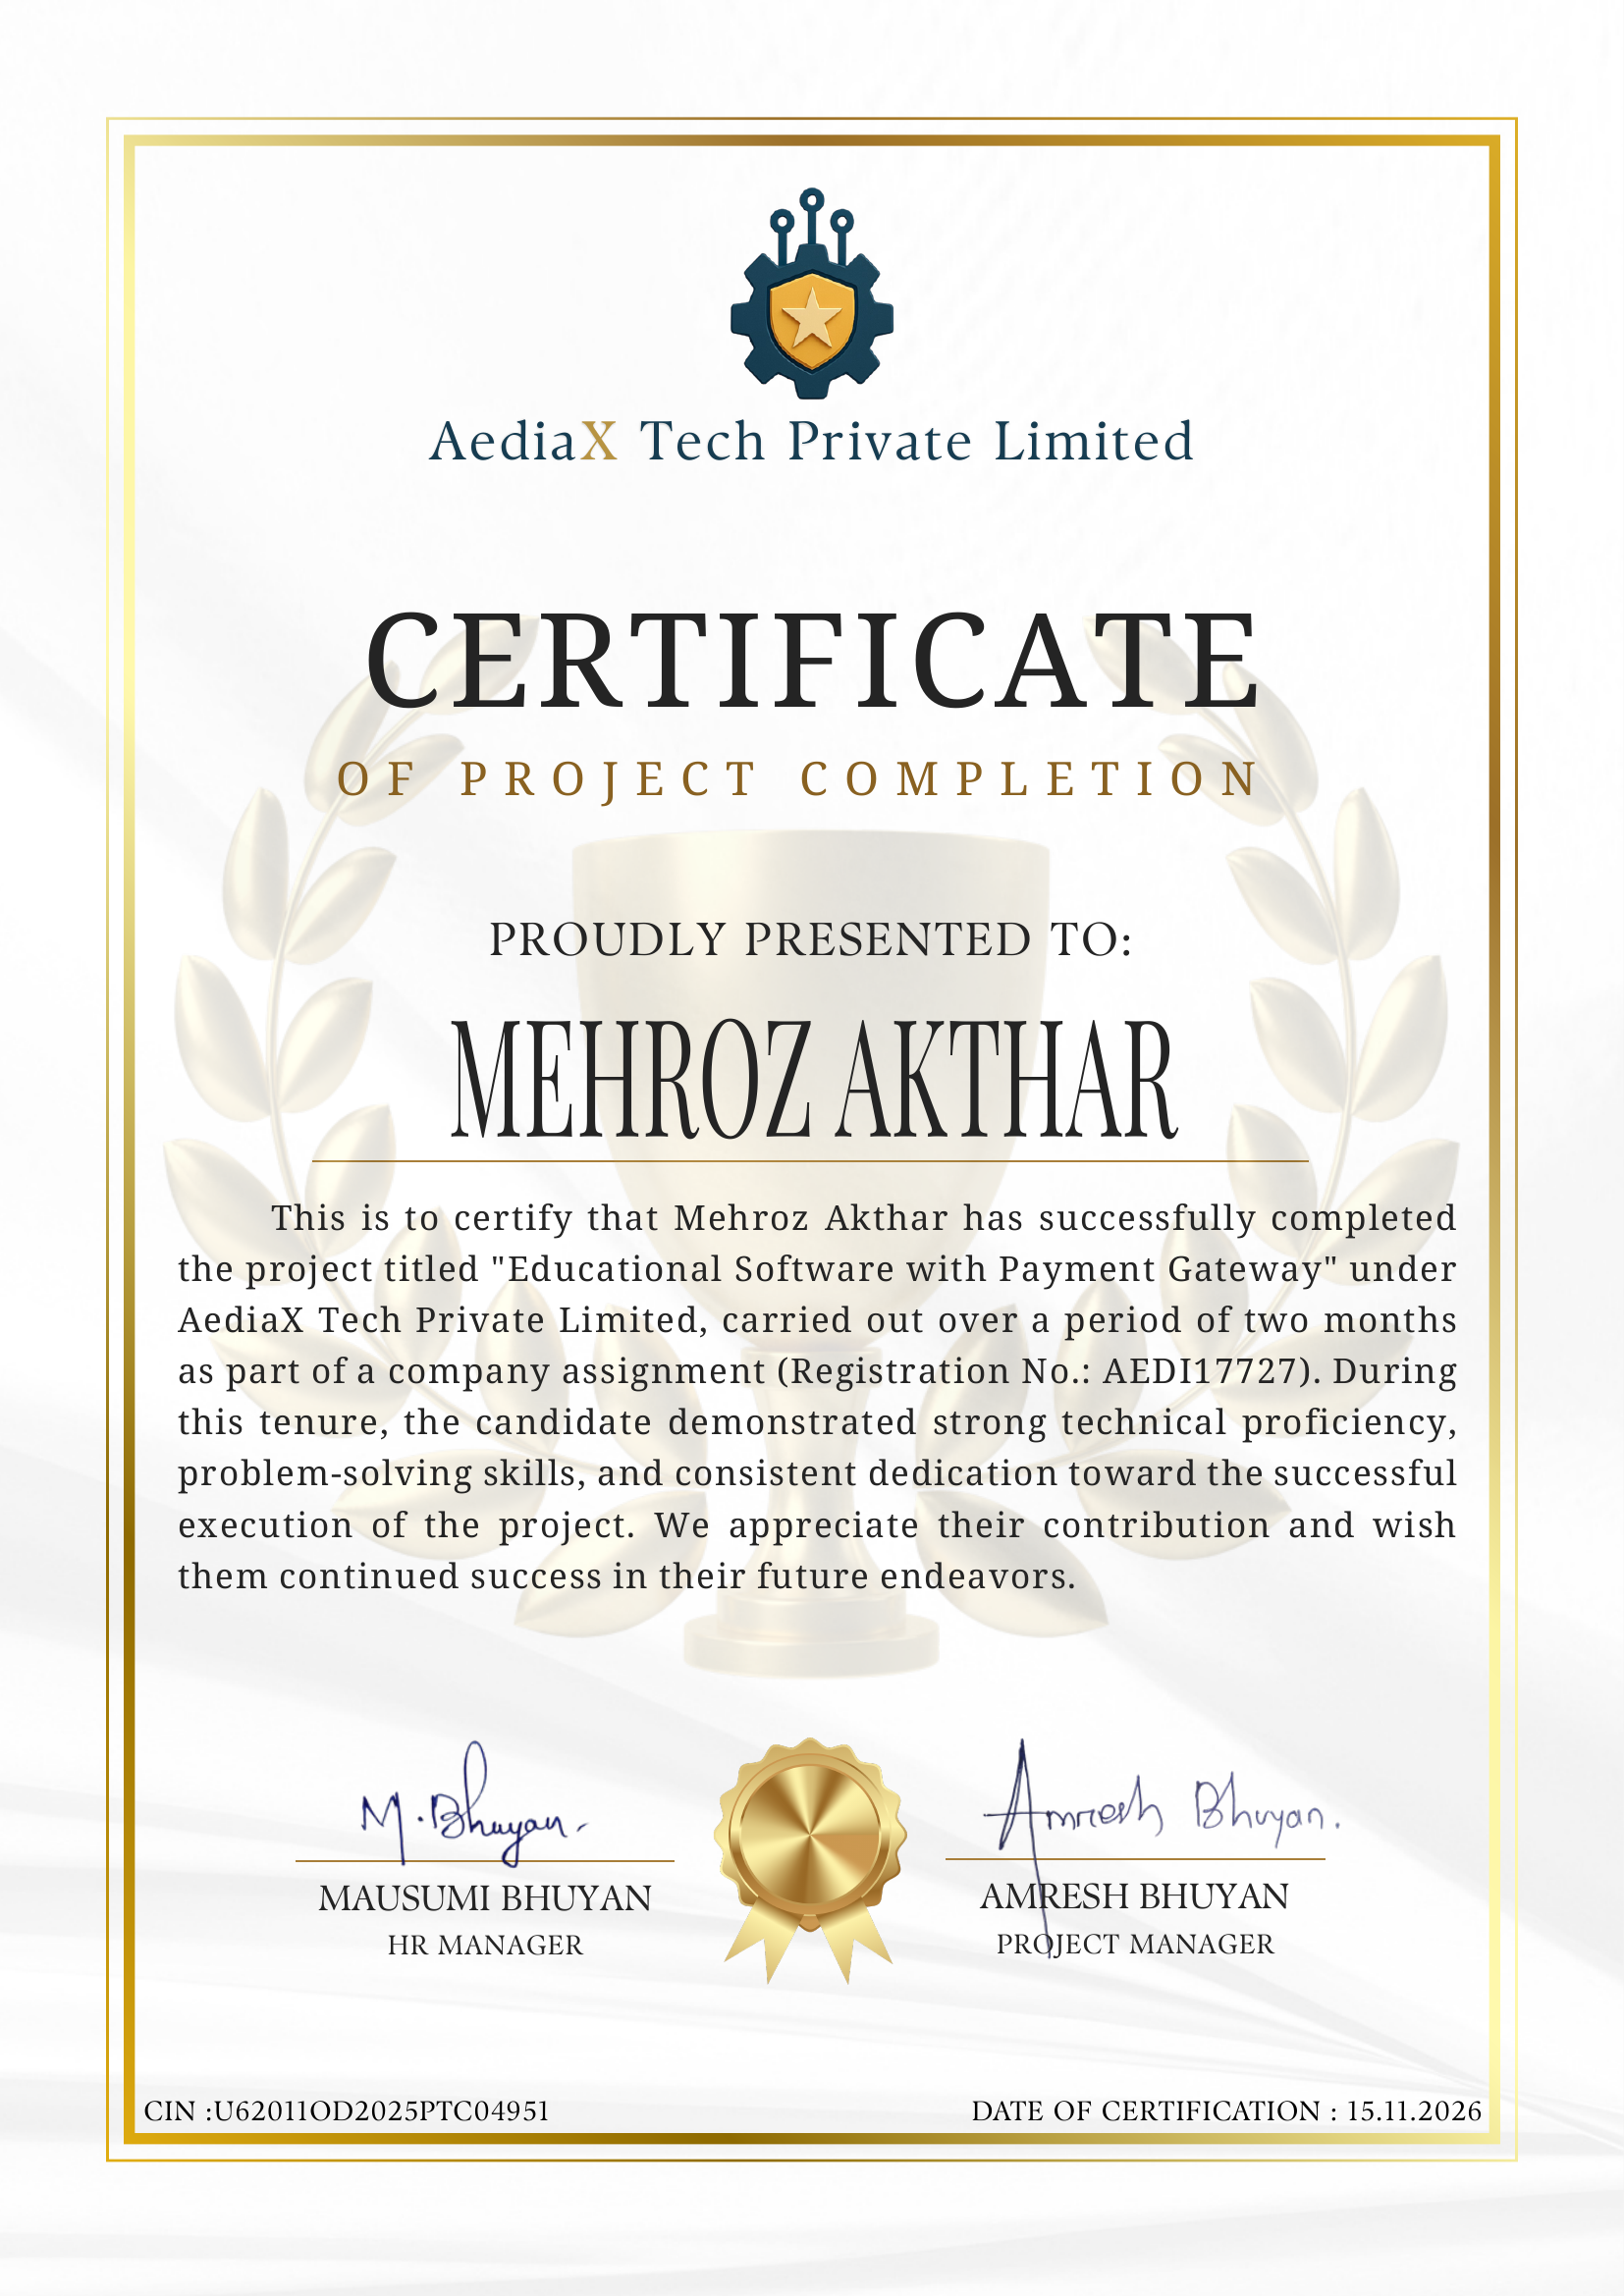 AediaX Tech Private Limited
CERTIFICATE
OF PROJECT COMPLETION
PROUDLY PRESENTED TO:
MEHROZ AKTHAR
This is to certify that Mehroz Akthar has successfully completed
the project titled "Educational Software with Payment Gateway" under
AediaX Tech Private Limited, carried out over a period of two months
as part of a company assignment (Registration No.: AEDI17727). During
this tenure, the candidate demonstrated strong technical proficiency,
problem-solving skills, and consistent dedication toward the successful
execution of the project. We appreciate their contribution and wish
them continued success in their future endeavors.
M. Bhuyan.
Amresh Bhuyan.
MAUSUMI BHUYAN
AMRESH BHUYAN
HR MANAGER
PROJECT MANAGER
CIN :U62011OD2025PTC04951
DATE OF CERTIFICATION : 15.11.2026